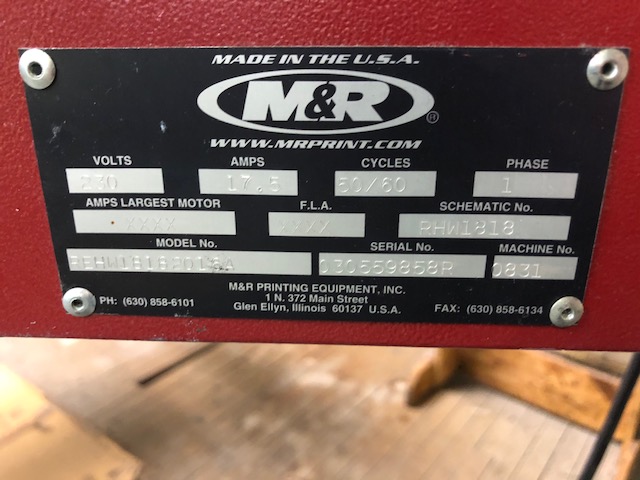 MADE IN THE U.S.A.
M&R®
WWW.MRPRINT.COM
VOLTS AMPS CYCLES PHASE
230 17.5 50/60 1
AMPS LARGEST MOTOR F.L.A. SCHEMATIC No.
XXXX XXXX RHW1818
MODEL No. SERIAL No. MACHINE No.
030559858R 0831
M&R PRINTING EQUIPMENT, INC.
PH: (630) 858-6101 1 N. 372 Main Street
Glen Ellyn, Illinois 60137 U.S.A. FAX: (630) 858-6134